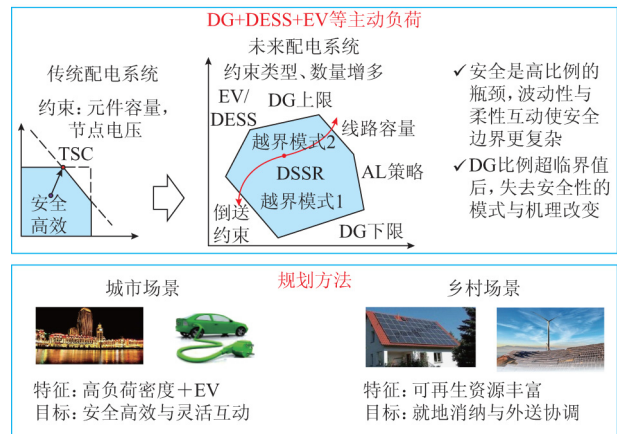 DG+DESS+EV等主动负荷
传统配电系统
约束：元件容量，
节点电压
TSC
安全
高效
未来配电系统
约束类型、数量增多
EV/
DESS
DG上限
越界模式2
线路容量
DSSR
AL策略
越界模式1
倒送
约束
DG下限
✓安全是高比例的
瓶颈，波动性与
柔性互动使安全
边界更复杂
✓DG比例超临界值
后，失去安全性的
模式与机理改变
规划方法
城市场景
特征：高负荷密度＋EV
目标：安全高效与灵活互动
乡村场景
特征：可再生资源丰富
目标：就地消纳与外送协调